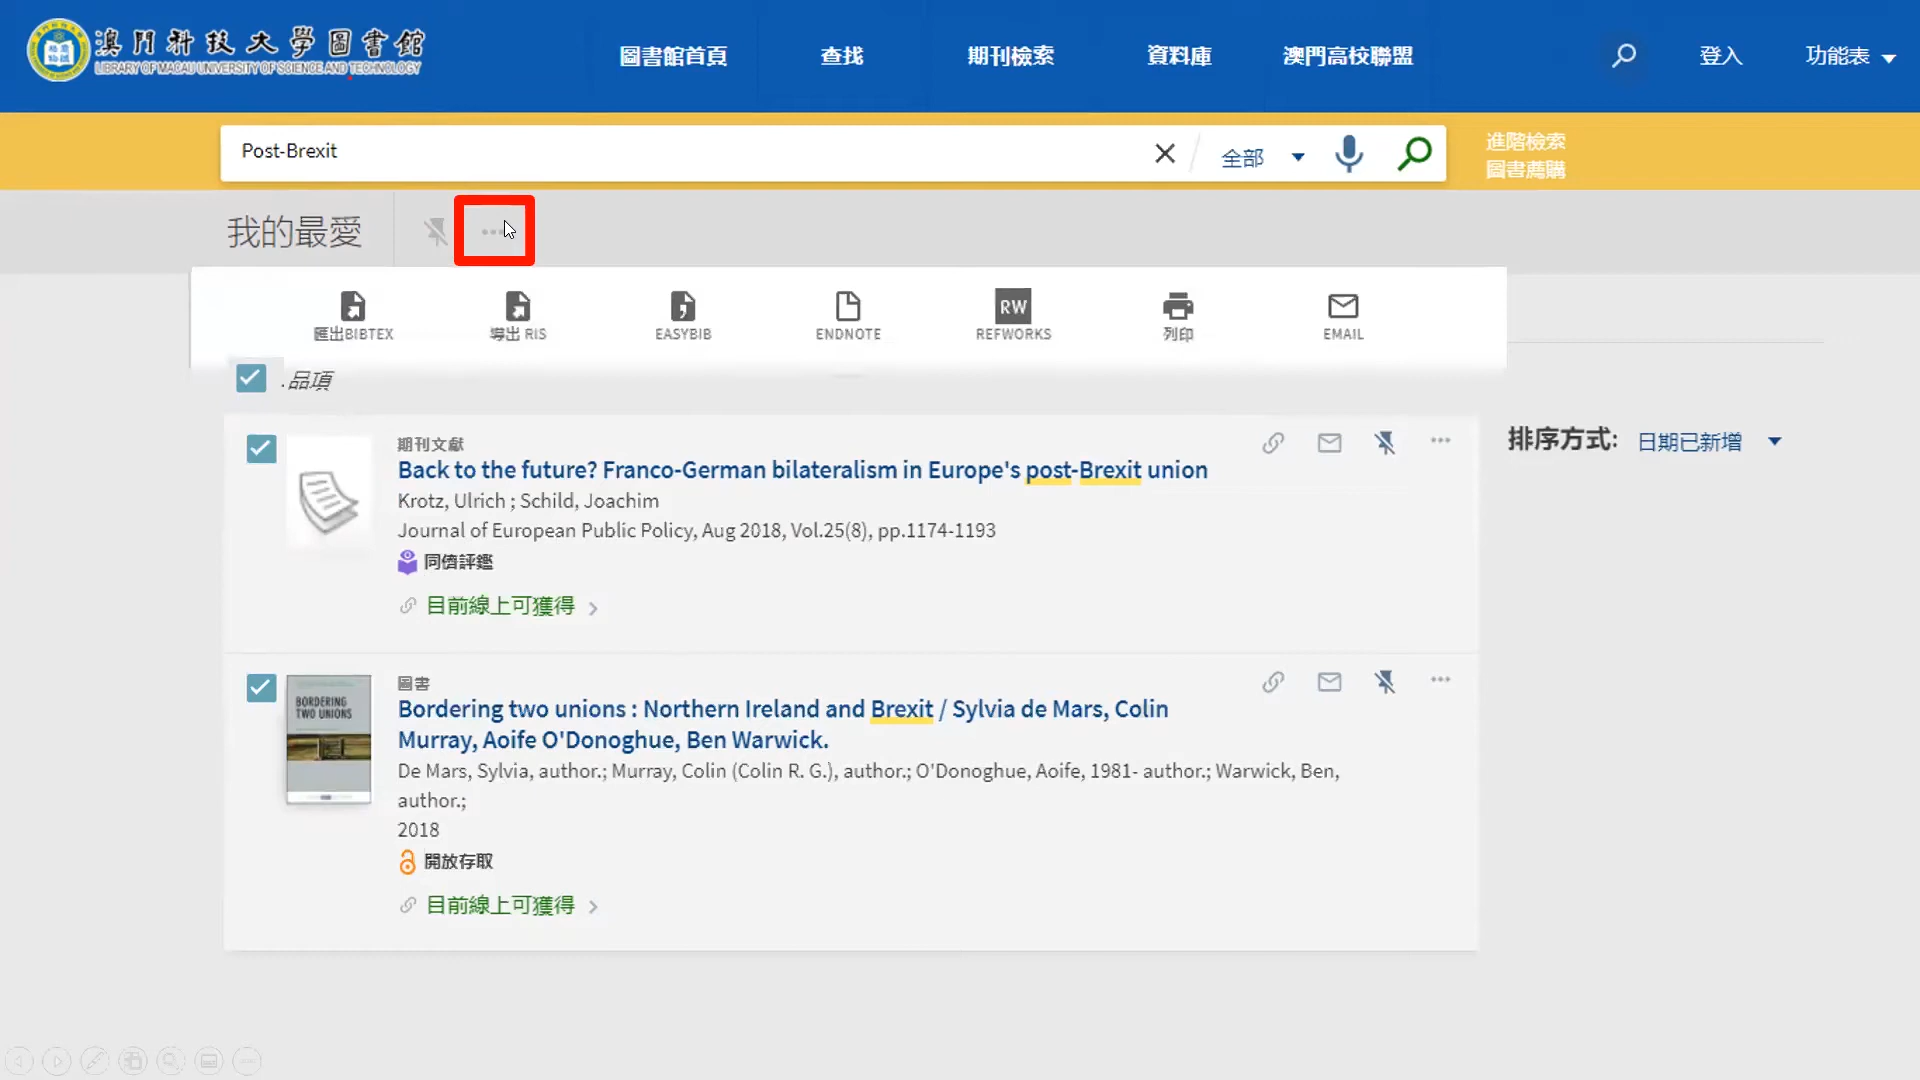 澳門科技大學圖書館
LIBRARY OF MACAU UNIVERSITY OF SCIENCE AND TECHNOLOGY
圖書館首頁
查找
期刊檢索
資料庫
澳門高校聯盟
登入
功能表
Post-Brexit
全部
進階檢索
圖書薦購
我的最愛
匯出BIBTEX
導出 RIS
EASYBIB
ENDNOTE
RW
REFWORKS
列印
EMAIL
.品項
期刊文獻
Back to the future? Franco-German bilateralism in Europe's post-Brexit union
Krotz, Ulrich ; Schild, Joachim
Journal of European Public Policy, Aug 2018, Vol.25(8), pp.1174-1193
同儕評鑑
目前線上可獲得
排序方式:
日期已新增
BORDERING
TWO UNIONS
圖書
Bordering two unions : Northern Ireland and Brexit / Sylvia de Mars, Colin
Murray, Aoife O'Donoghue, Ben Warwick.
De Mars, Sylvia, author.; Murray, Colin (Colin R. G.), author.; O'Donoghue, Aoife, 1981- author.; Warwick, Ben,
author.;
2018
開放存取
目前線上可獲得